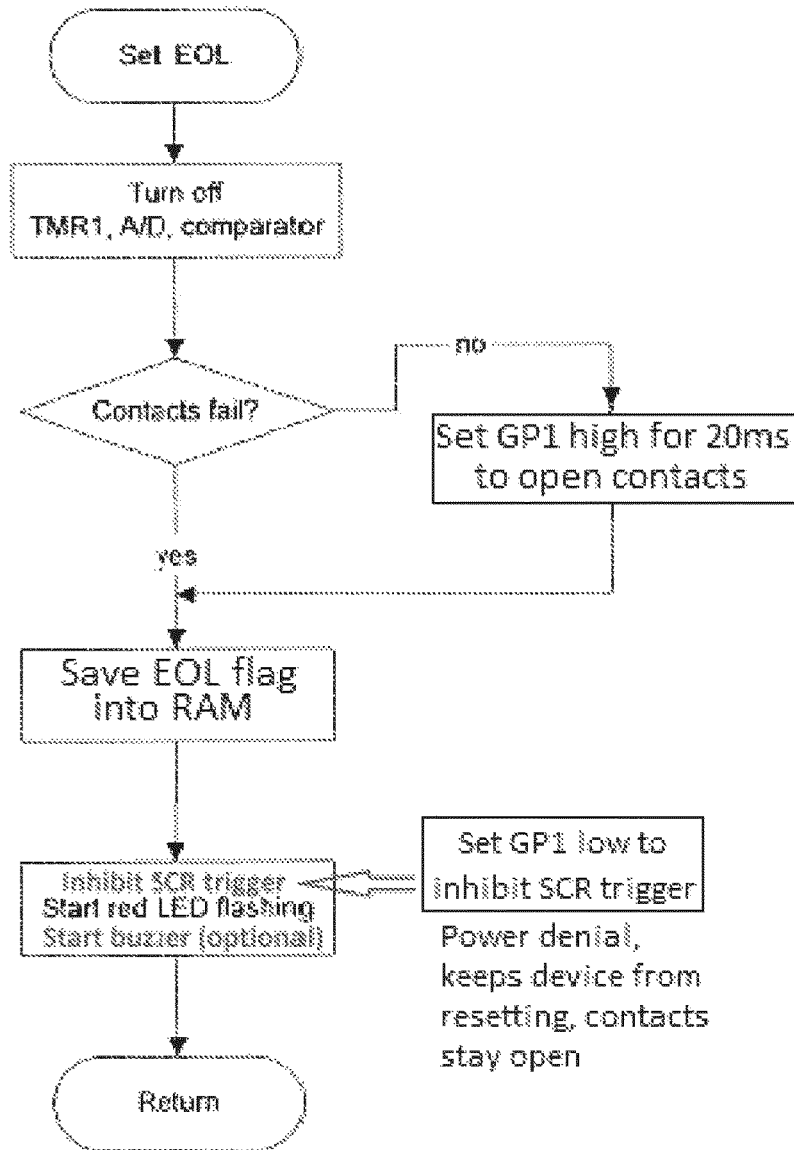 Set EOL
Turn off
TMR1, A/D, comparator
Contacts fail?
no
Set GP1 high for 20ms
to open contacts
yes
Save EOL flag
into RAM
Inhibit SCR trigger
Start red LED flashing
Start buzzer (optional)
Set GP1 low to
inhibit SCR trigger
Power denial,
keeps device from
resetting, contacts
stay open
Return